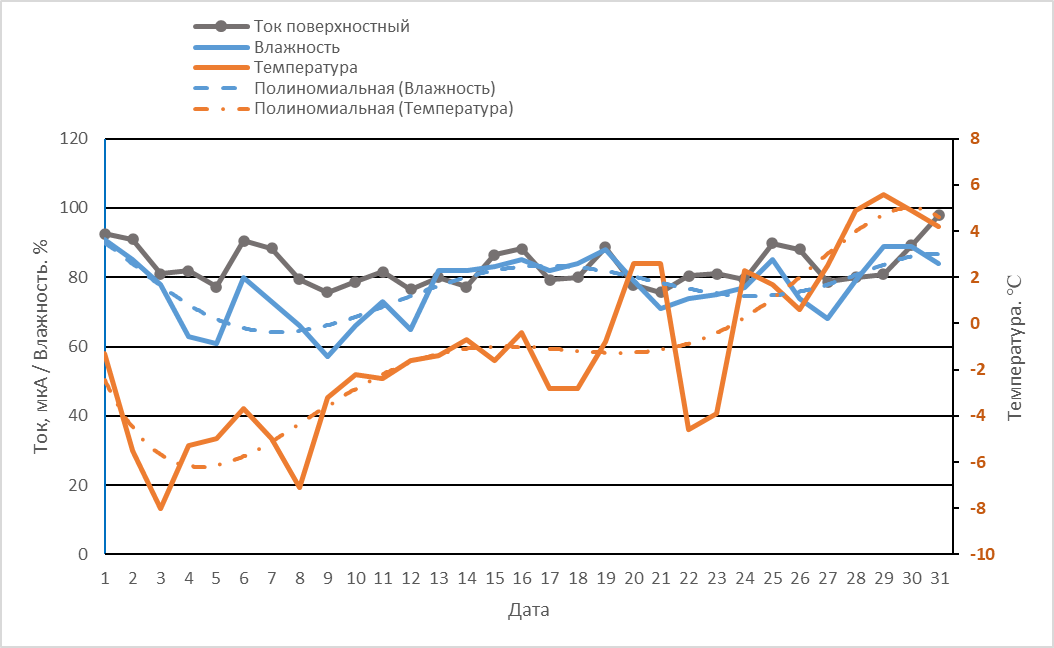 Ток поверхностный
Влажность
Температура
Полиномиальная (Влажность)
Полиномиальная (Температура)
120
100
80
60
40
20
0
Ток, мкА / Влажность. %
8
6
4
2
0
-2
-4
-6
-8
-10
Температура. °С
1 2 3 4 5 6 7 8 9 10 11 12 13 14 15 16 17 18 19 20 21 22 23 24 25 26 27 28 29 30 31
Дата